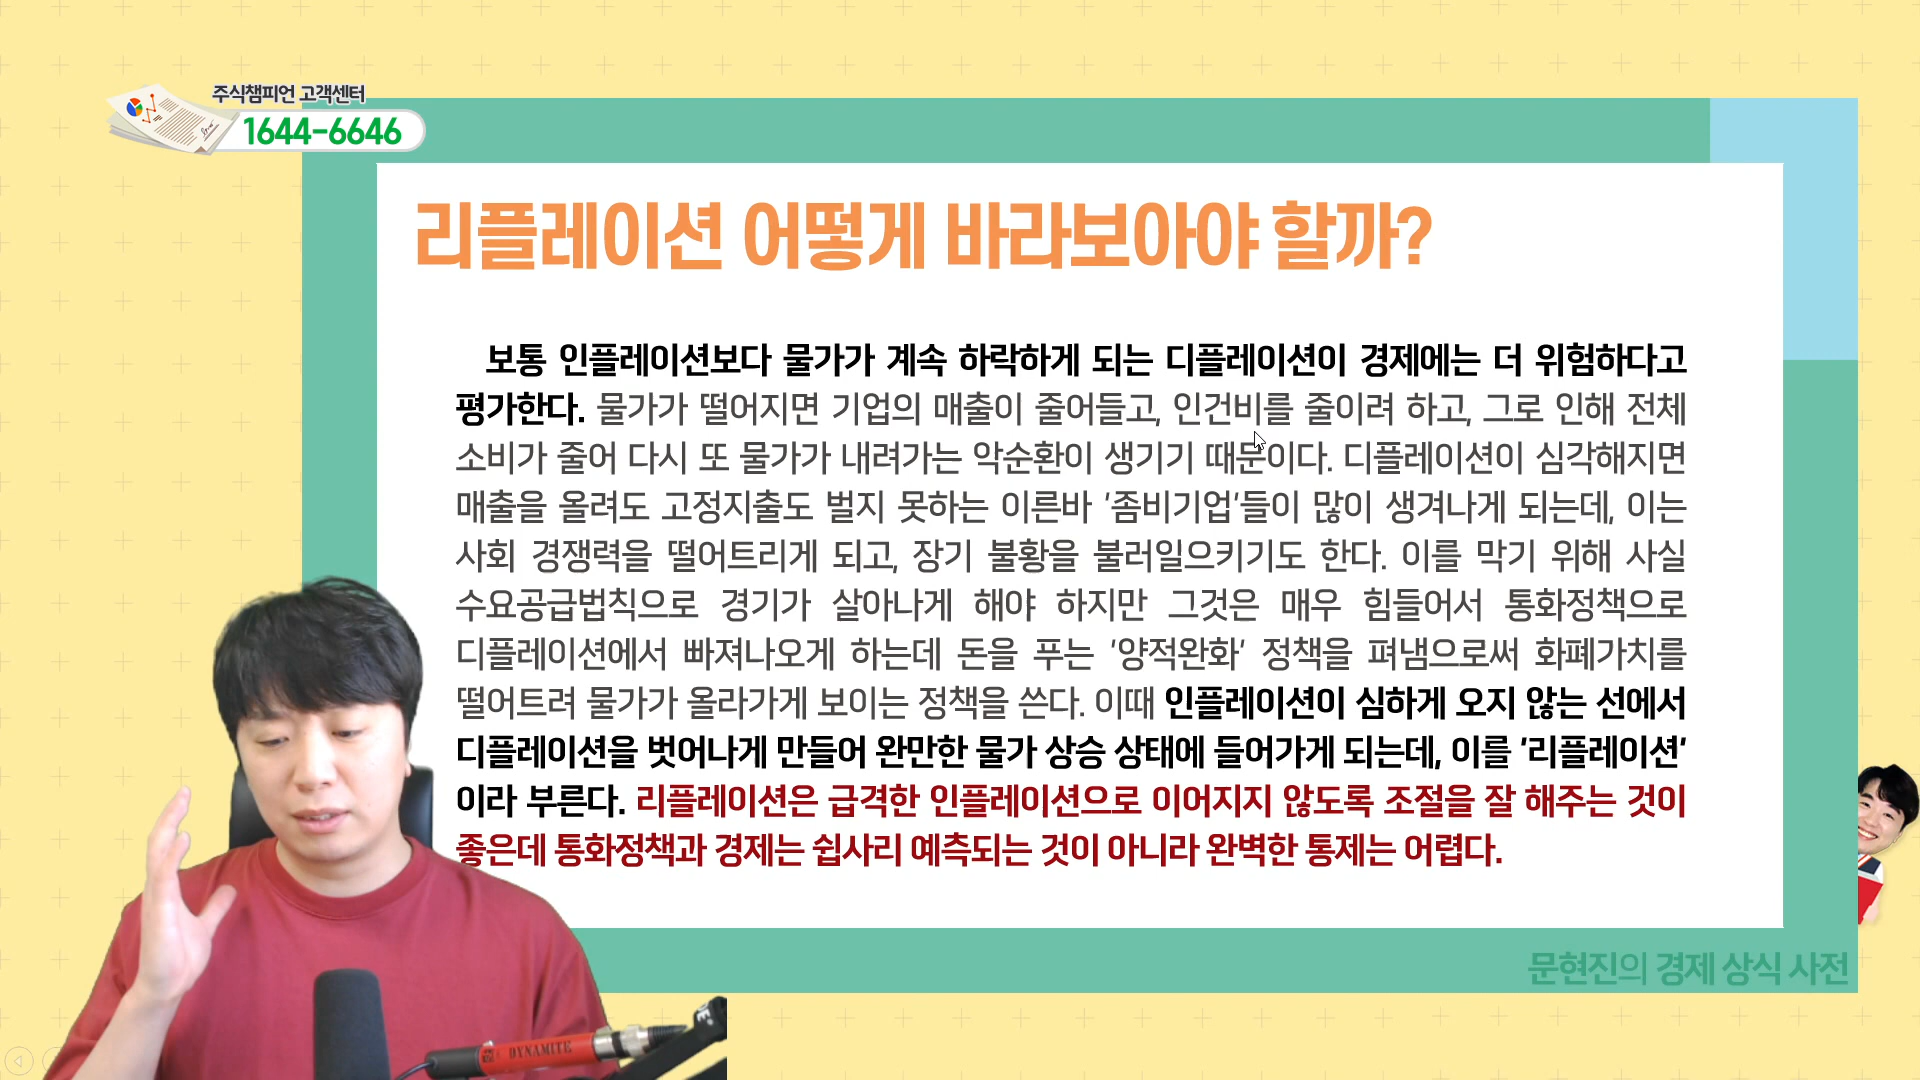 주식챔피언 고객센터
1644-6646
리플레이션 어떻게 바라보아야 할까?
보통 인플레이션보다 물가가 계속 하락하게 되는 디플레이션이 경제에는 더 위험하다고
평가한다. 물가가 떨어지면 기업의 매출이 줄어들고, 인건비를 줄이려 하고, 그로 인해 전체
소비가 줄어 다시 또 물가가 내려가는 악순환이 생기기 때문이다. 디플레이션이 심각해지면
매출을 올려도 고정지출도 벌지 못하는 이른바 '좀비기업'들이 많이 생겨나게 되는데, 이는
사회 경쟁력을 떨어트리게 되고, 장기 불황을 불러일으키기도 한다. 이를 막기 위해 사실
수요공급법칙으로 경기가 살아나게 해야 하지만 그것은 매우 힘들어서 통화정책으로
디플레이션에서 빠져나오게 하는데 돈을 푸는 '양적완화' 정책을 펴냄으로써 화폐가치를
떨어트려 물가가 올라가게 보이는 정책을 쓴다. 이때 인플레이션이 심하게 오지 않는 선에서
디플레이션을 벗어나게 만들어 완만한 물가 상승 상태에 들어가게 되는데, 이를 '리플레이션'
이라 부른다. 리플레이션은 급격한 인플레이션으로 이어지지 않도록 조절을 잘 해주는 것이
좋은데 통화정책과 경제는 쉽사리 예측되는 것이 아니라 완벽한 통제는 어렵다.
문현진의 경제 상식 사전
DYNAMITE